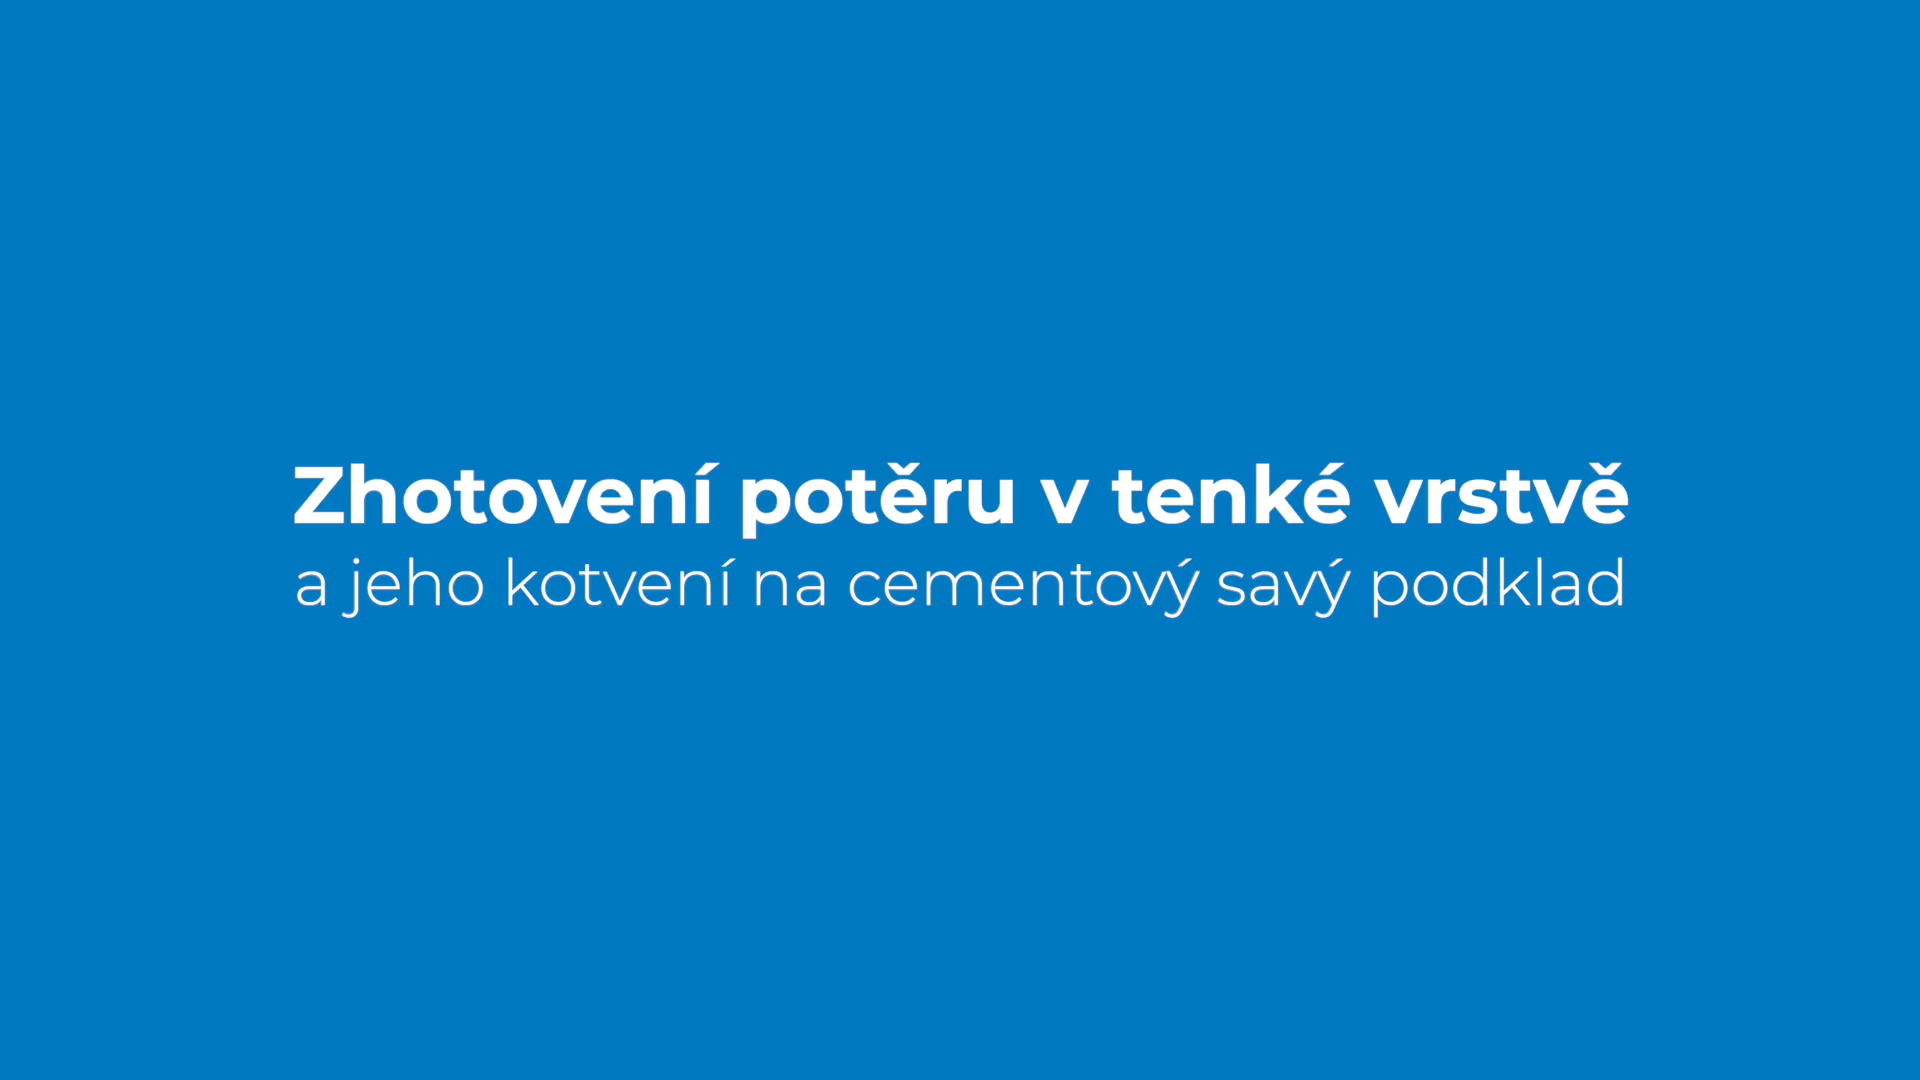 Zhotovení potěru v tenké vrstvě
a jeho kotvení na cementový savý podklad